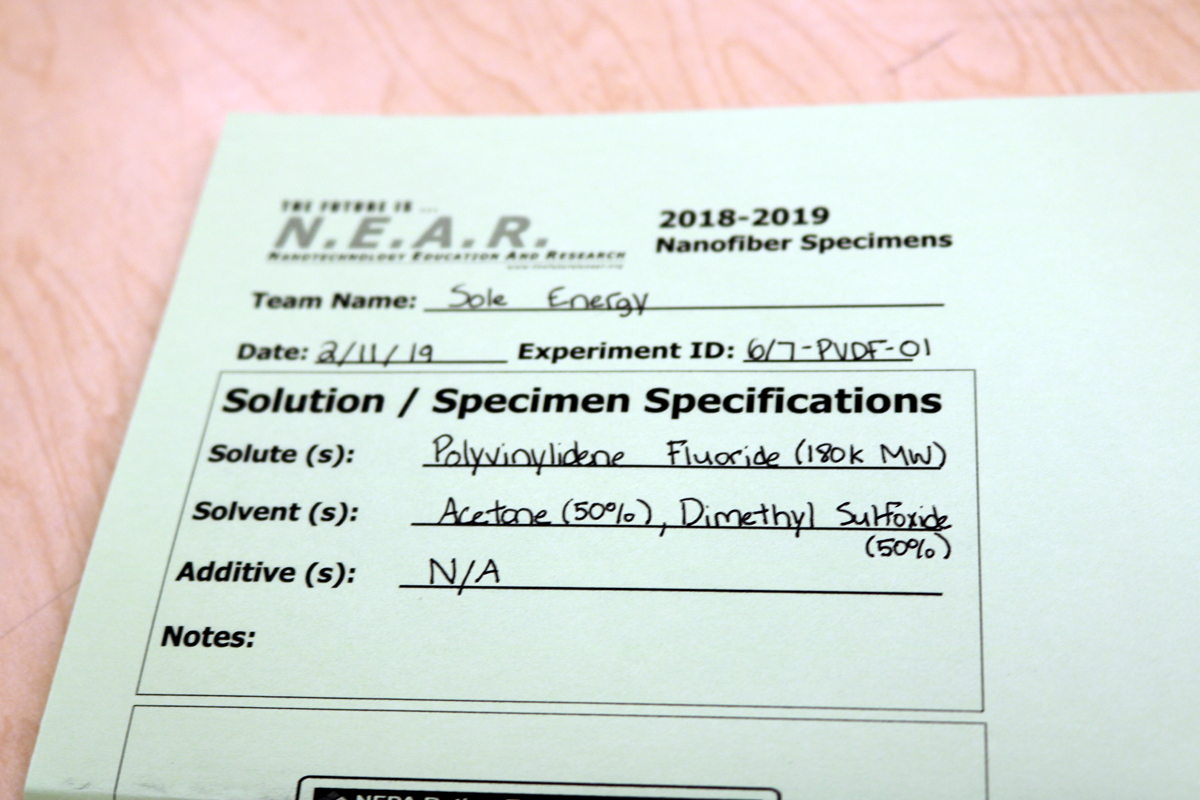 THE FUTURE IS ...
N.E.A.R.
NANOTECHNOLOGY EDUCATION AND RESEARCH
2018-2019
Nanofiber Specimens
Team Name: Sole Energy
Date: 2/11/19 Experiment ID: 6/7-PVDF-01
Solution / Specimen Specifications
Solute (s): Polyvinylidene Fluoride (180k MW)
Solvent (s): Acetone (50%), Dimethyl Sulfoxide
(50%)
Additive (s): N/A
Notes: